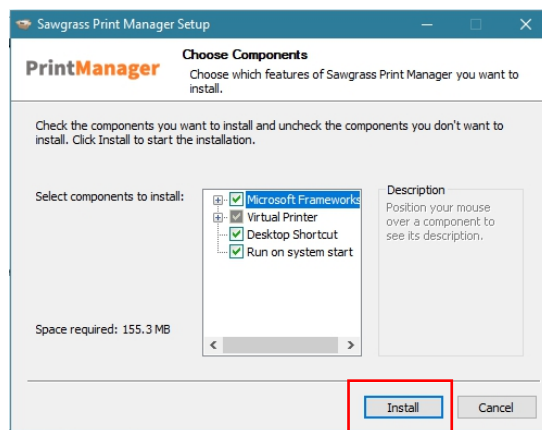 Sawgrass Print Manager Setup
PrintManager
Choose Components
Choose which features of Sawgrass Print Manager you want to
install.
Check the components you want to install and uncheck the components you don't want to
install. Click Install to start the installation.
Select components to install:
Microsoft Frameworks
Virtual Printer
Desktop Shortcut
Run on system start
Description
Position your mouse
over a component to
see its description.
Space required: 155.3 MB
Install
Cancel